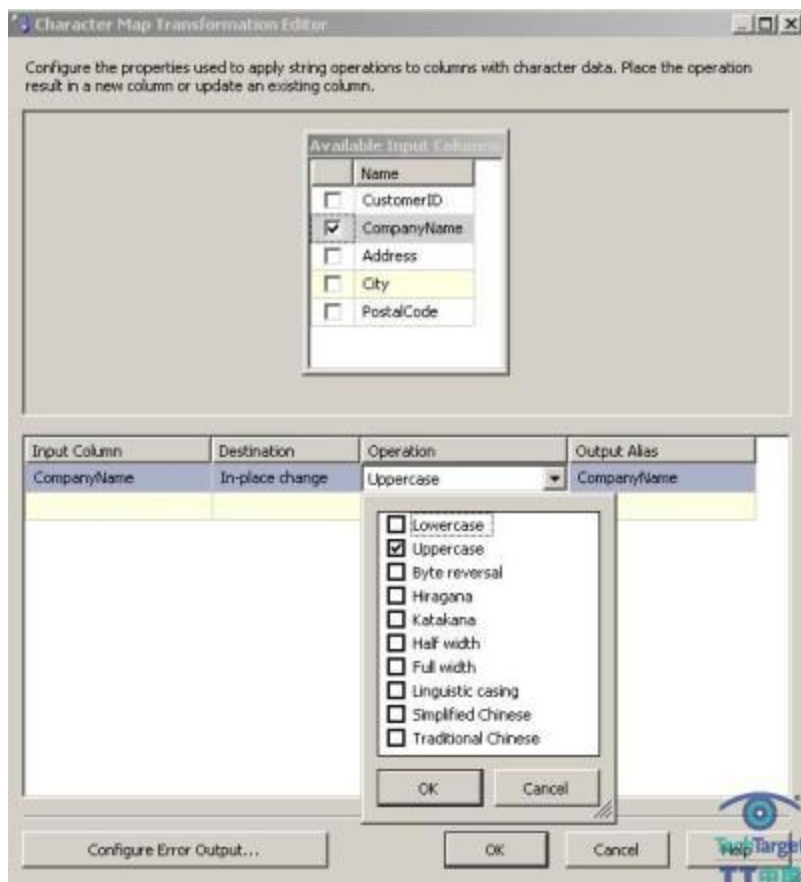 Character Map Transformation Editor
Configure the properties used to apply string operations to columns with character data. Place the operation
result in a new column or update an existing column.
Available Input Columns
Name
CustomerID
CompanyName
Address
City
PostalCode
Input Column Destination Operation Output Alias
CompanyName In-place change Uppercase CompanyName
Lowercase
Uppercase
Byte reversal
Hiragana
Katakana
Half width
Full width
Linguistic casing
Simplified Chinese
Traditional Chinese
OK Cancel
Configure Error Output... OK Cancel Help
TechTarget